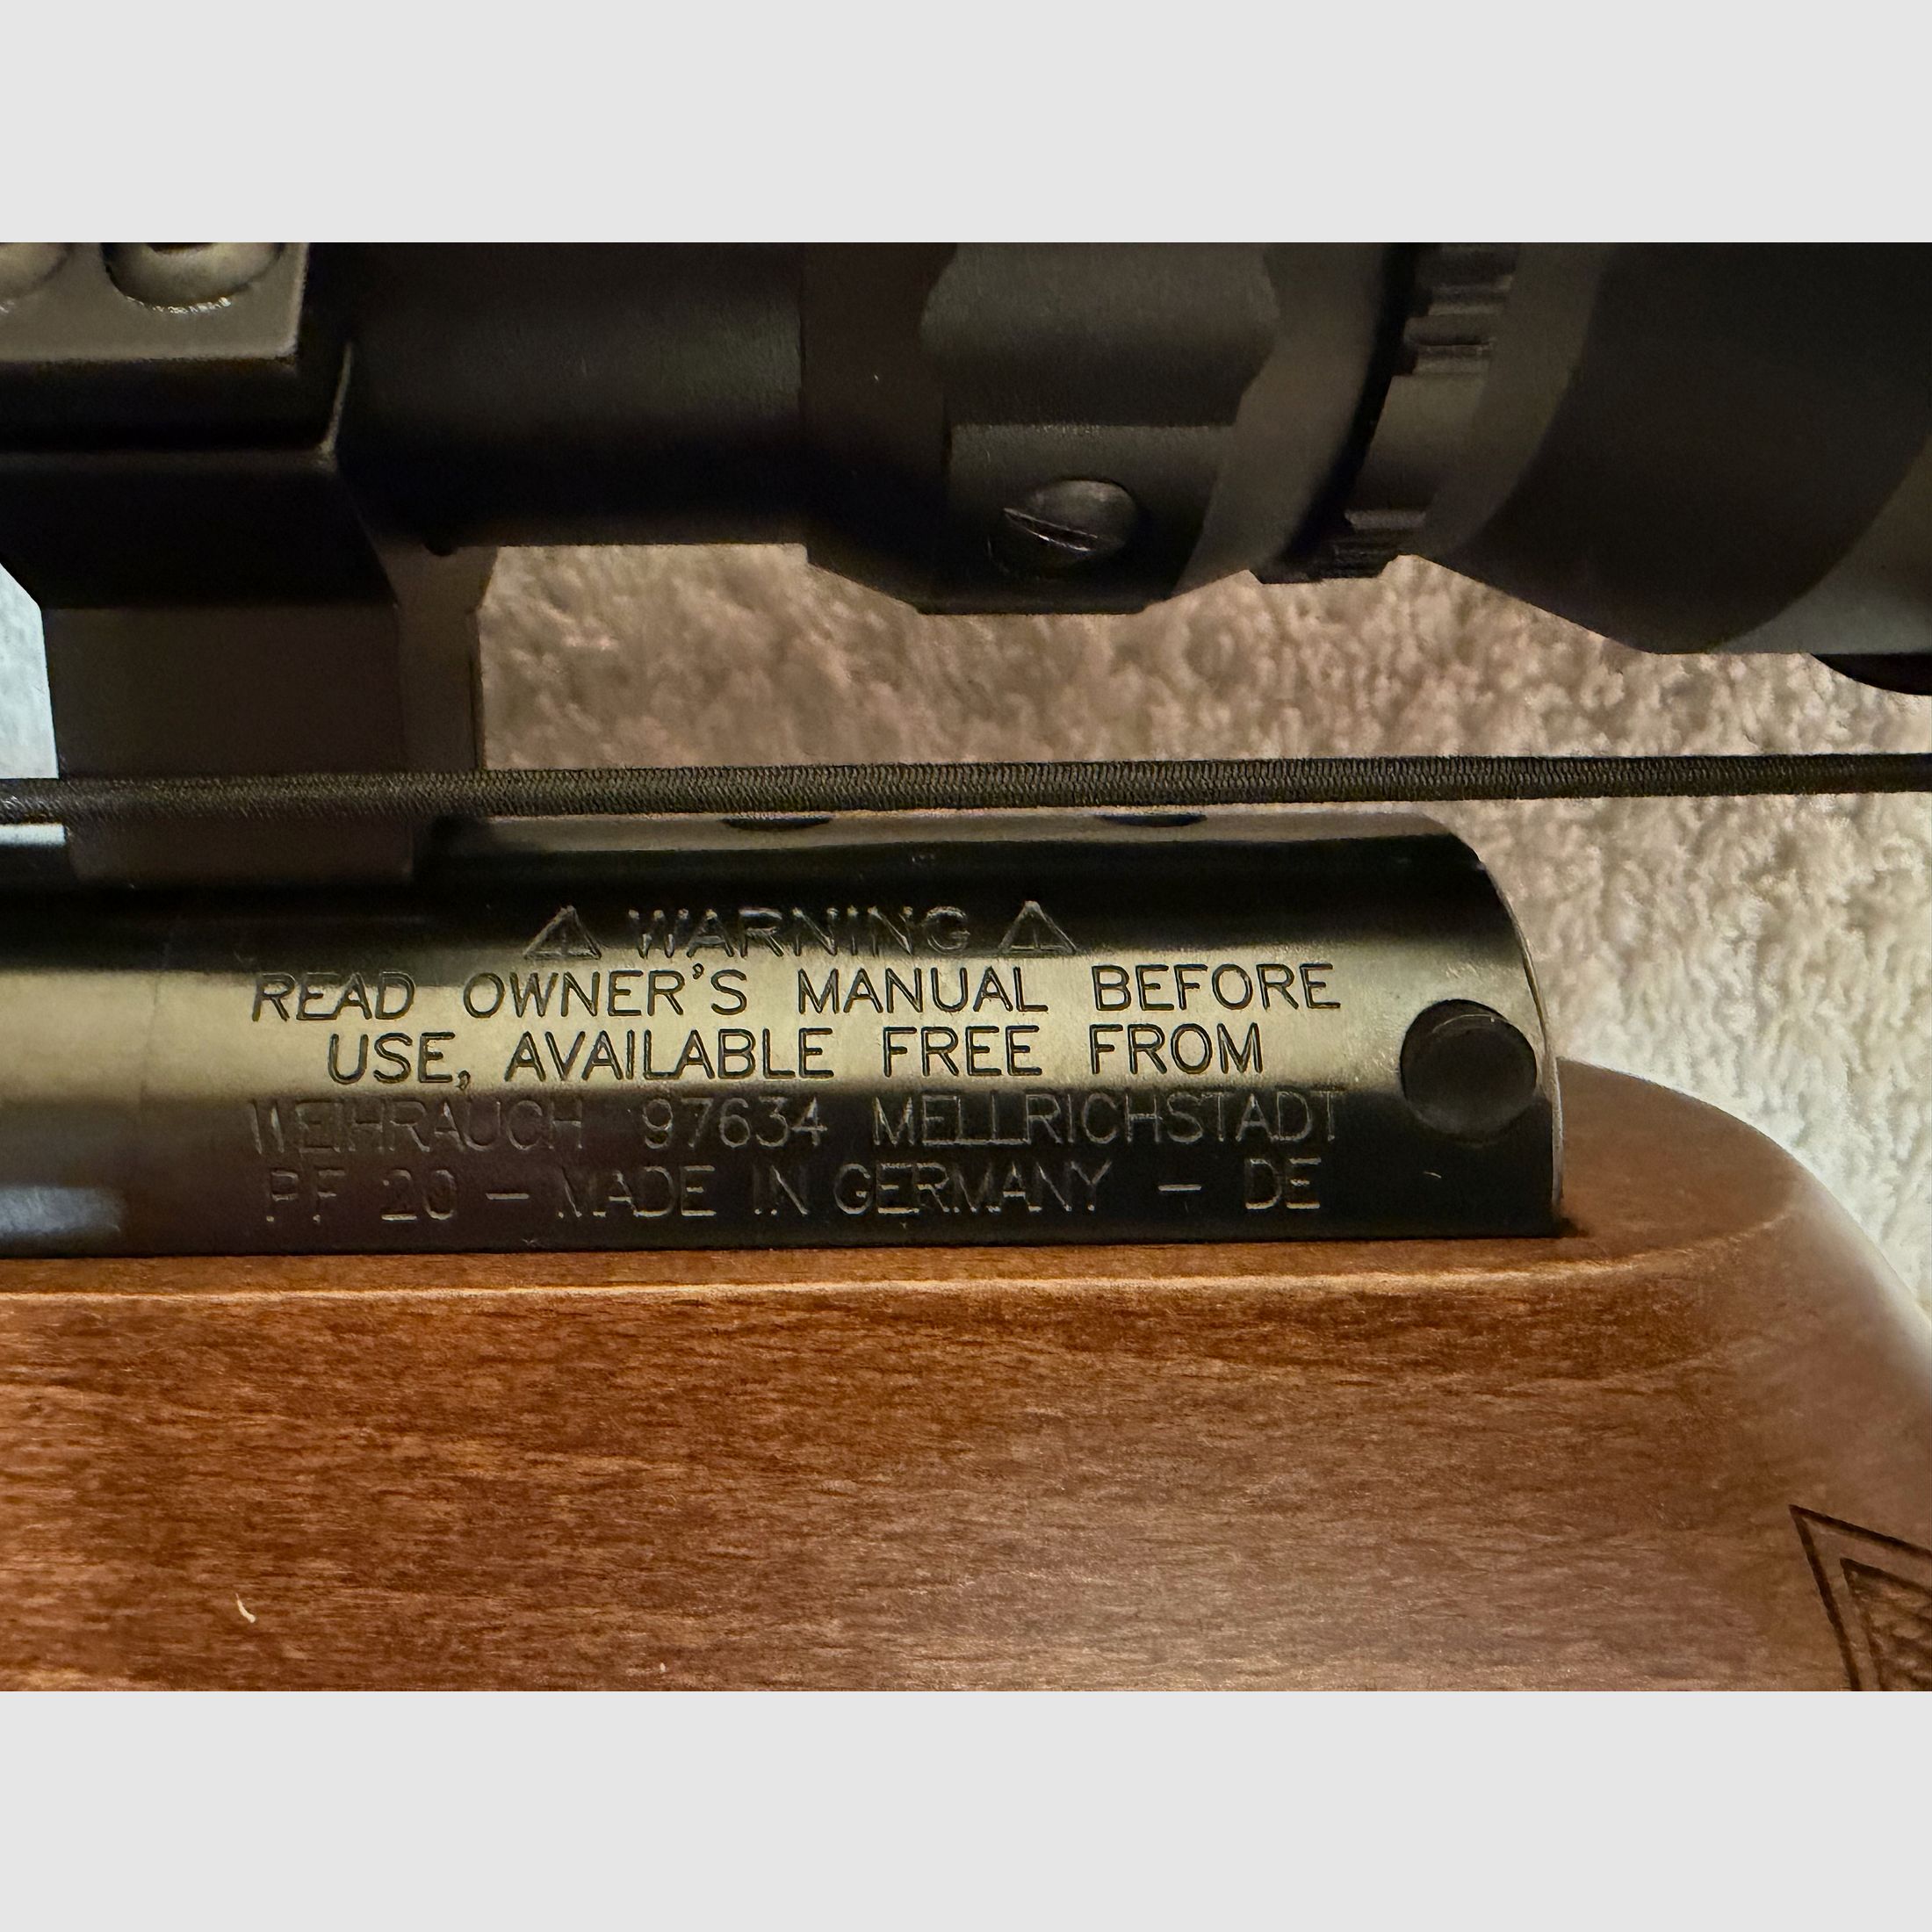 ⚠ WARNING ⚠
READ OWNER'S MANUAL BEFORE
USE, AVAILABLE FREE FROM
WEIHRAUCH 97634 MELLRICHSTADT
PF 20 – MADE IN GERMANY – DE